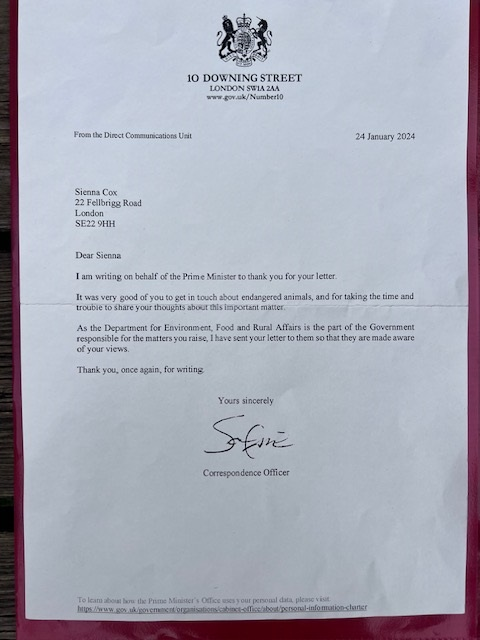 10 DOWNING STREET
LONDON SW1A 2AA
www.gov.uk/Number10
From the Direct Communications Unit
24 January 2024
Sienna Cox
22 Fellbrigg Road
London
SE22 9HH
Dear Sienna
I am writing on behalf of the Prime Minister to thank you for your letter.
It was very good of you to get in touch about endangered animals, and for taking the time and
trouble to share your thoughts about this important matter.
As the Department for Environment, Food and Rural Affairs is the part of the Government
responsible for the matters you raise, I have sent your letter to them so that they are made aware
of your views.
Thank you, once again, for writing.
Yours sincerely
Correspondence Officer
To learn about how the Prime Minister's Office uses your personal data, please visit:
https://www.gov.uk/government/organisations/cabinet-office/about/personal-information-charter